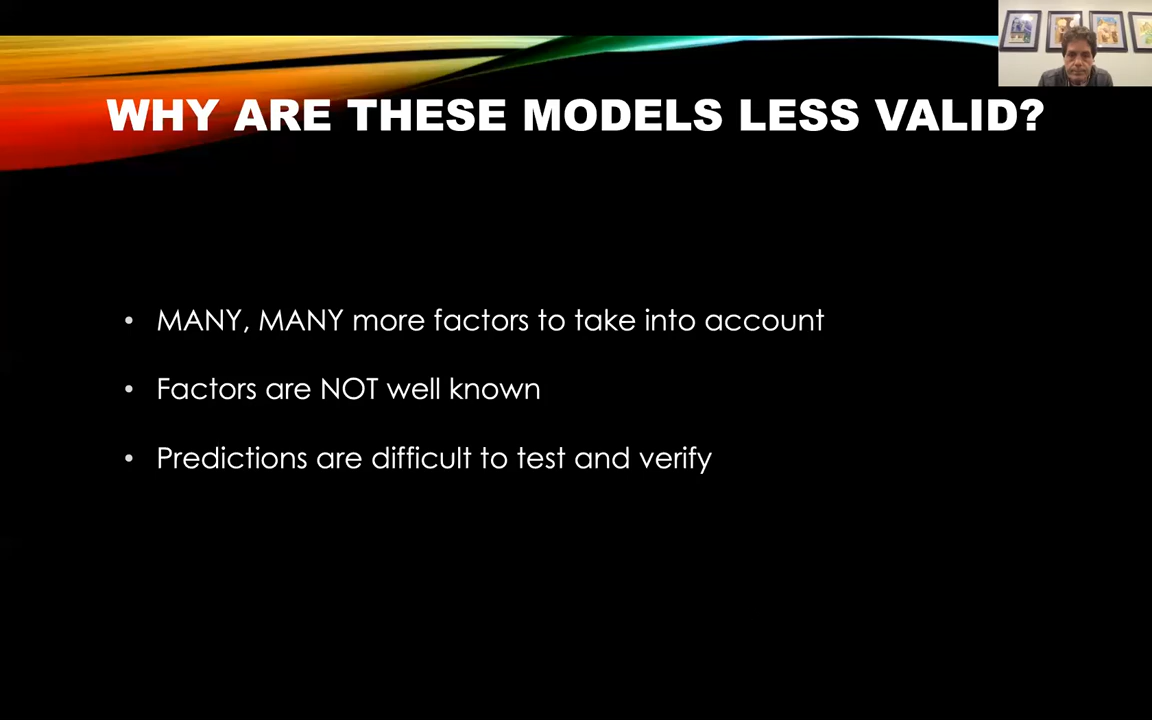 WHY ARE THESE MODELS LESS VALID?
• MANY, MANY more factors to take into account
• Factors are NOT well known
• Predictions are difficult to test and verify